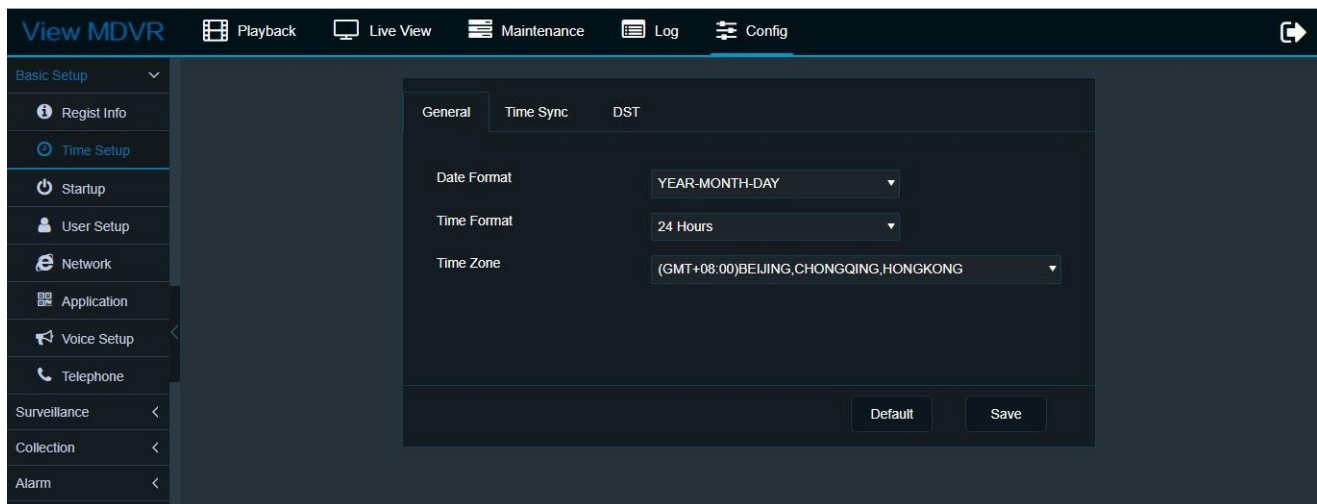 View MDVR Playback Live View Maintenance Log Config
Basic Setup
Regist Info
Time Setup
Startup
User Setup
Network
Application
Voice Setup
Telephone
Surveillance
Collection
Alarm
General Time Sync DST
Date Format YEAR-MONTH-DAY
Time Format 24 Hours
Time Zone (GMT+08:00)BEIJING,CHONGQING,HONGKONG
Default Save